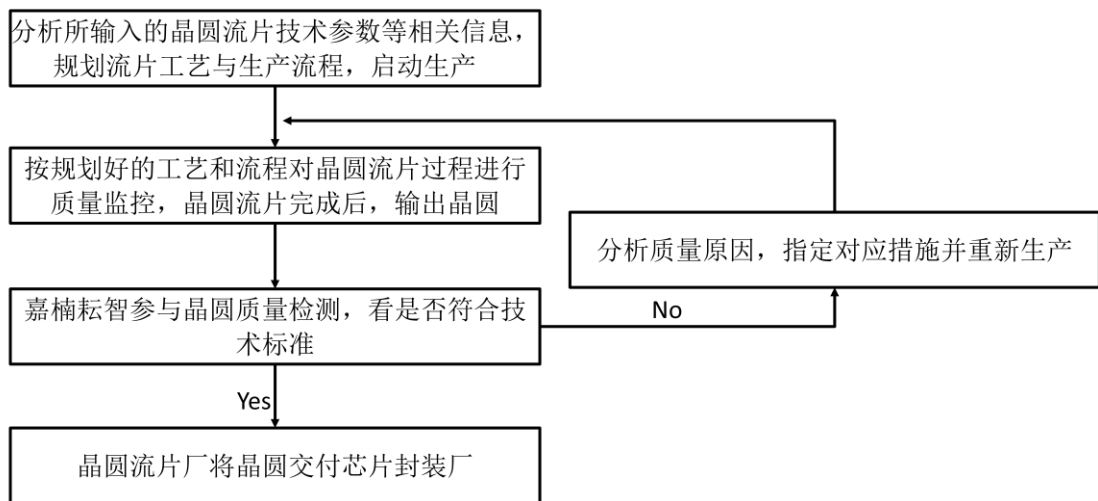 分析所输入的晶圆流片技术参数等相关信息，
规划流片工艺与生产流程，启动生产
按规划好的工艺和流程对晶圆流片过程进行
质量监控，晶圆流片完成后，输出晶圆
分析质量原因，指定对应措施并重新生产
嘉楠耘智参与晶圆质量检测，看是否符合技
术标准
No
Yes
晶圆流片厂将晶圆交付芯片封装厂